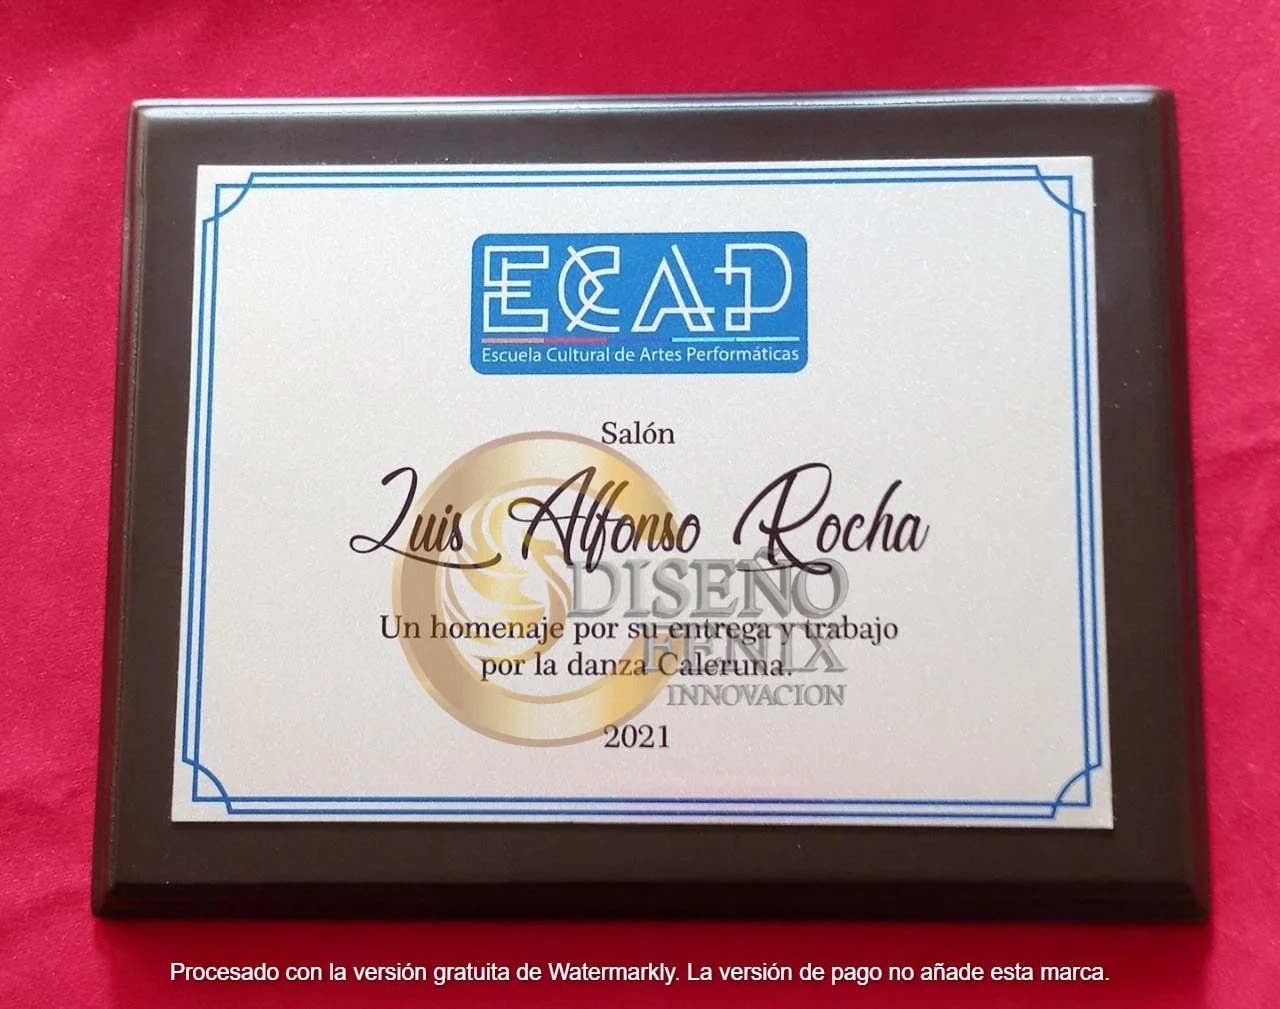 ECAP
Escuela Cultural de Artes Performáticas
Salón
Luis Alfonso Rocha
DISEÑO
Un homenaje por su entrega y trabajo
FENIX
por la danza Caleruna.
INNOVACION
2021
Procesado con la versión gratuita de Watermarkly. La versión de pago no añade esta marca.